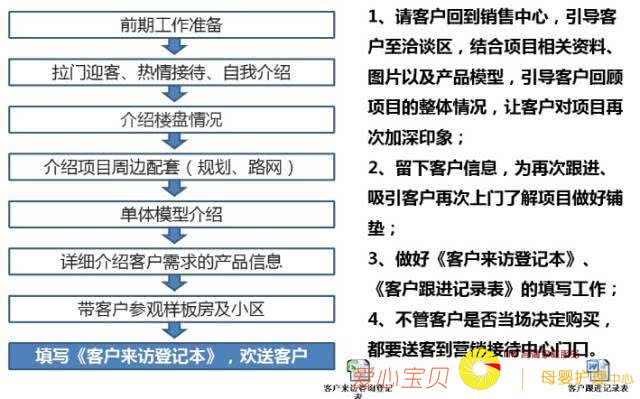 前期工作准备
拉门迎客、热情接待、自我介绍
介绍楼盘情况
介绍项目周边配套（规划、路网）
单体模型介绍
详细介绍客户需求的产品信息
带客户参观样板房及小区
填写《客户来访登记本》，欢送客户
1、请客户回到销售中心，引导客
户至洽谈区，结合项目相关资料、
图片以及产品模型，引导客户回顾
项目的整体情况，让客户对项目再
次加深印象；
2、留下客户信息，为再次跟进、
吸引客户再次上门了解项目做好铺
垫；
3、做好《客户来访登记本》、
《客户跟进记录表》的填写工作；
4、不管客户是否当场决定购买，
都要送客到营销接待中心门口。
客户来访咨询登记
表
客户跟进记录表
爱心宝贝
母婴护理中心